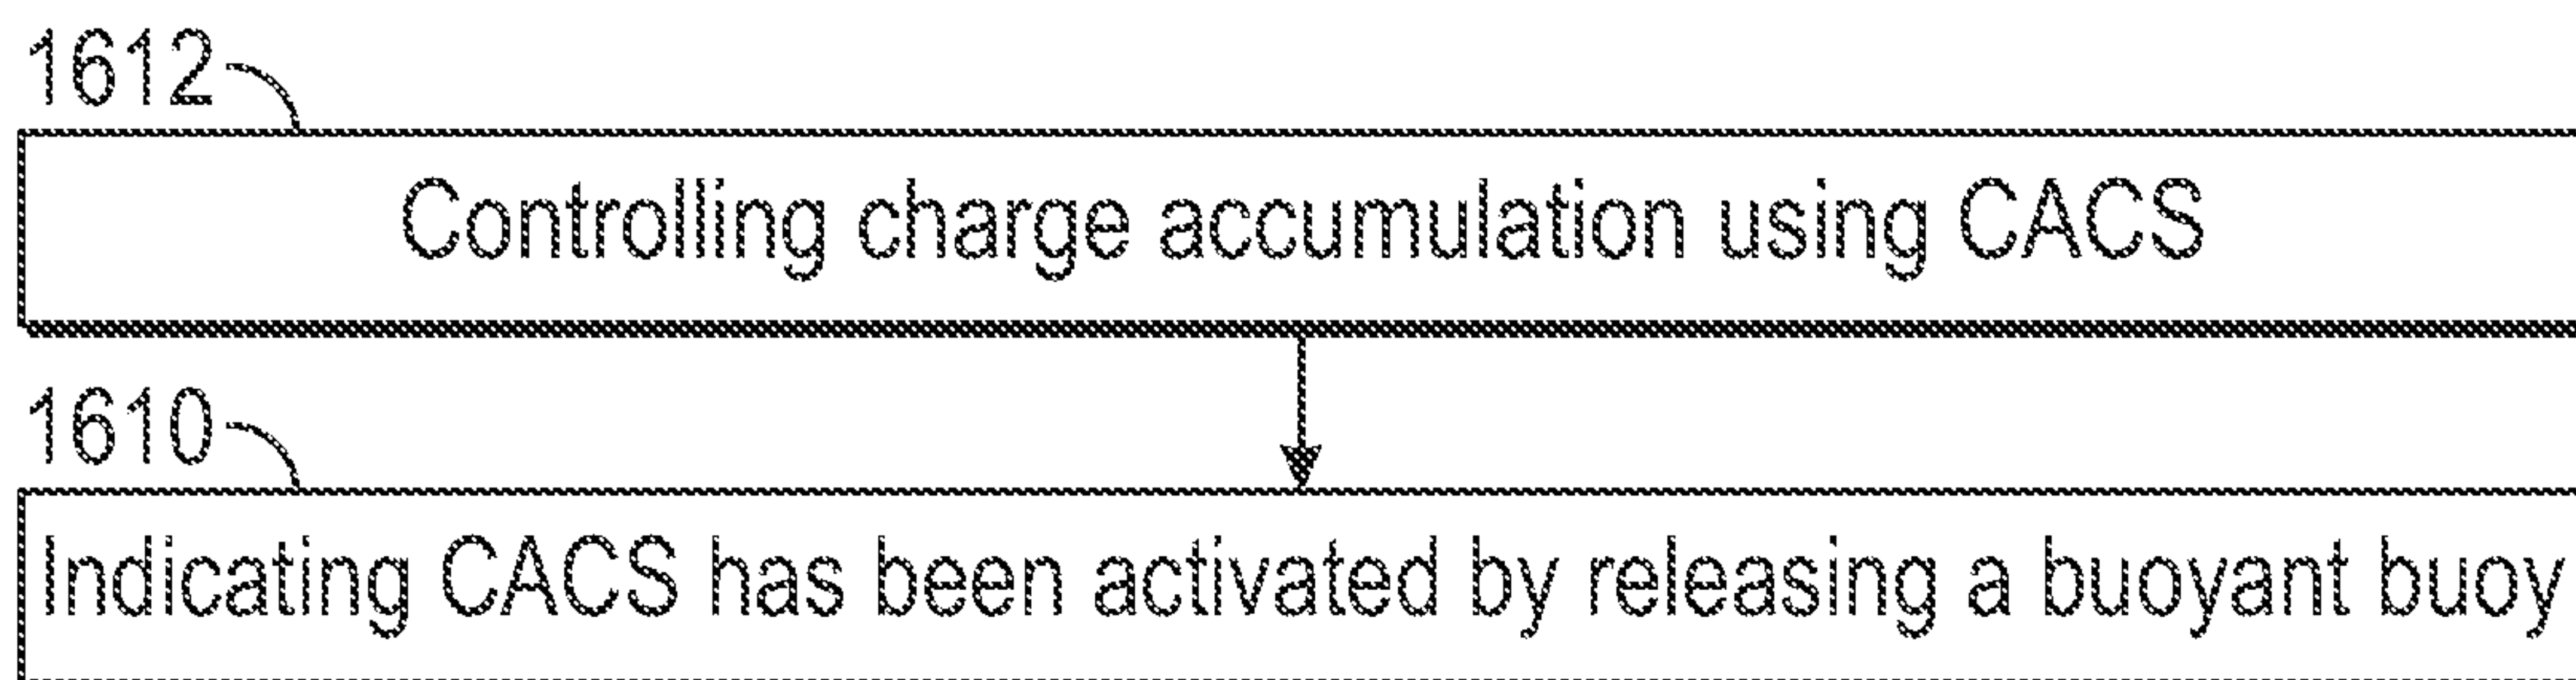 1612
Controlling charge accumulation using CACS
1610
Indicating CACS has been activated by releasing a buoyant buoy